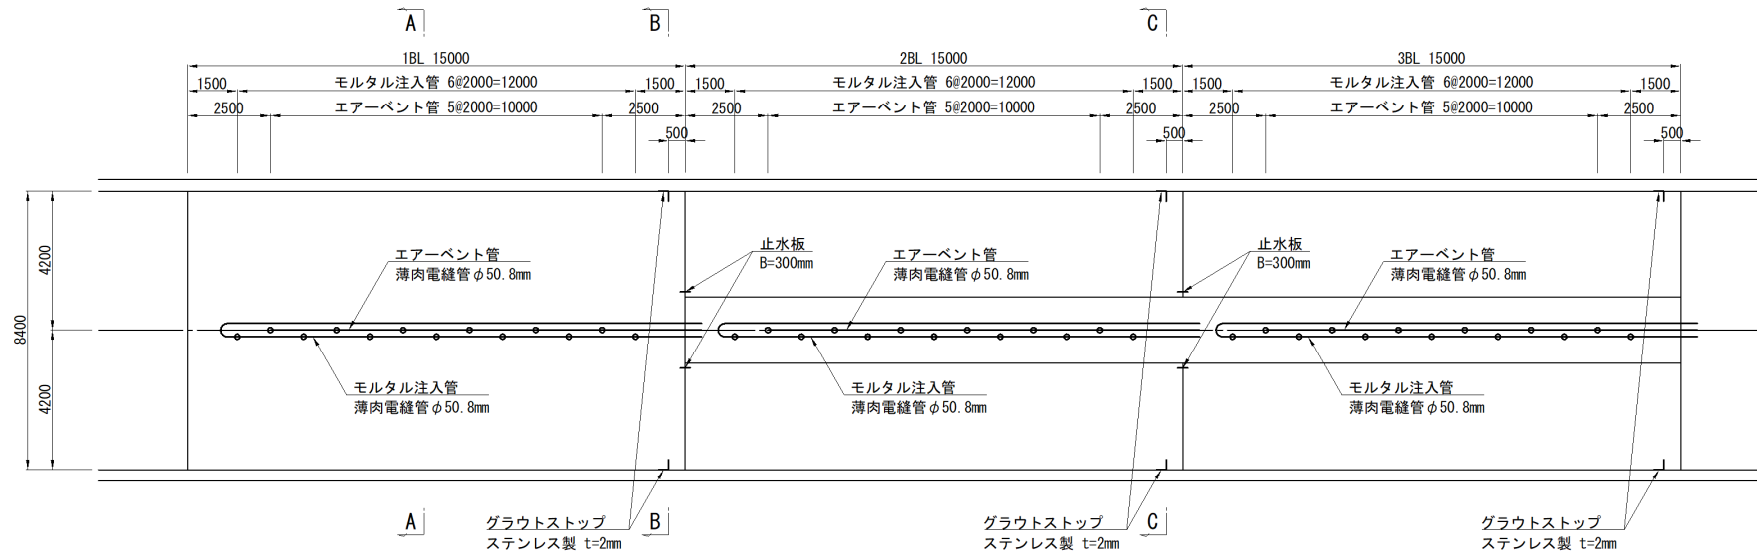 A
B
C
1BL 15000
2BL 15000
3BL 15000
1500
モルタル注入管 6@2000=12000
1500
1500
モルタル注入管 6@2000=12000
1500
1500
モルタル注入管 6@2000=12000
1500
2500
エアーベント管 5@2000=10000
2500
2500
エアーベント管 5@2000=10000
2500
2500
エアーベント管 5@2000=10000
2500
500
500
500
8400
4200
4200
エアーベント管
薄肉電縫管φ50.8mm
止水板
B=300mm
エアーベント管
薄肉電縫管φ50.8mm
止水板
B=300mm
エアーベント管
薄肉電縫管φ50.8mm
モルタル注入管
薄肉電縫管φ50.8mm
モルタル注入管
薄肉電縫管φ50.8mm
モルタル注入管
薄肉電縫管φ50.8mm
A
B
C
グラウトストップ
ステンレス製 t=2mm
グラウトストップ
ステンレス製 t=2mm
グラウトストップ
ステンレス製 t=2mm